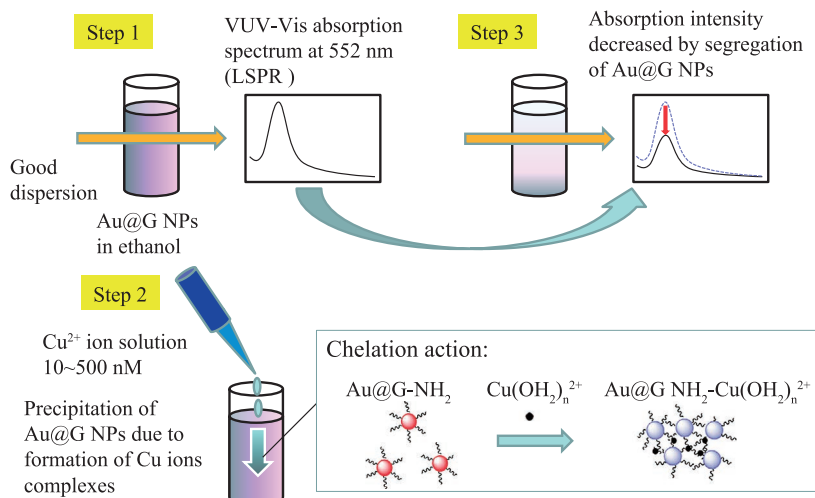 Step 1
VUV-Vis absorption
spectrum at 552 nm
(LSPR )
Good
dispersion
Au@G NPs
in ethanol
Step 3
Absorption intensity
decreased by segregation
of Au@G NPs
Step 2
Cu²⁺ ion solution
10~500 nM
Precipitation of
Au@G NPs due to
formation of Cu ions
complexes
Chelation action:
Au@G-NH₂ Cu(OH₂)ₙ²⁺ Au@G NH₂-Cu(OH₂)ₙ²⁺